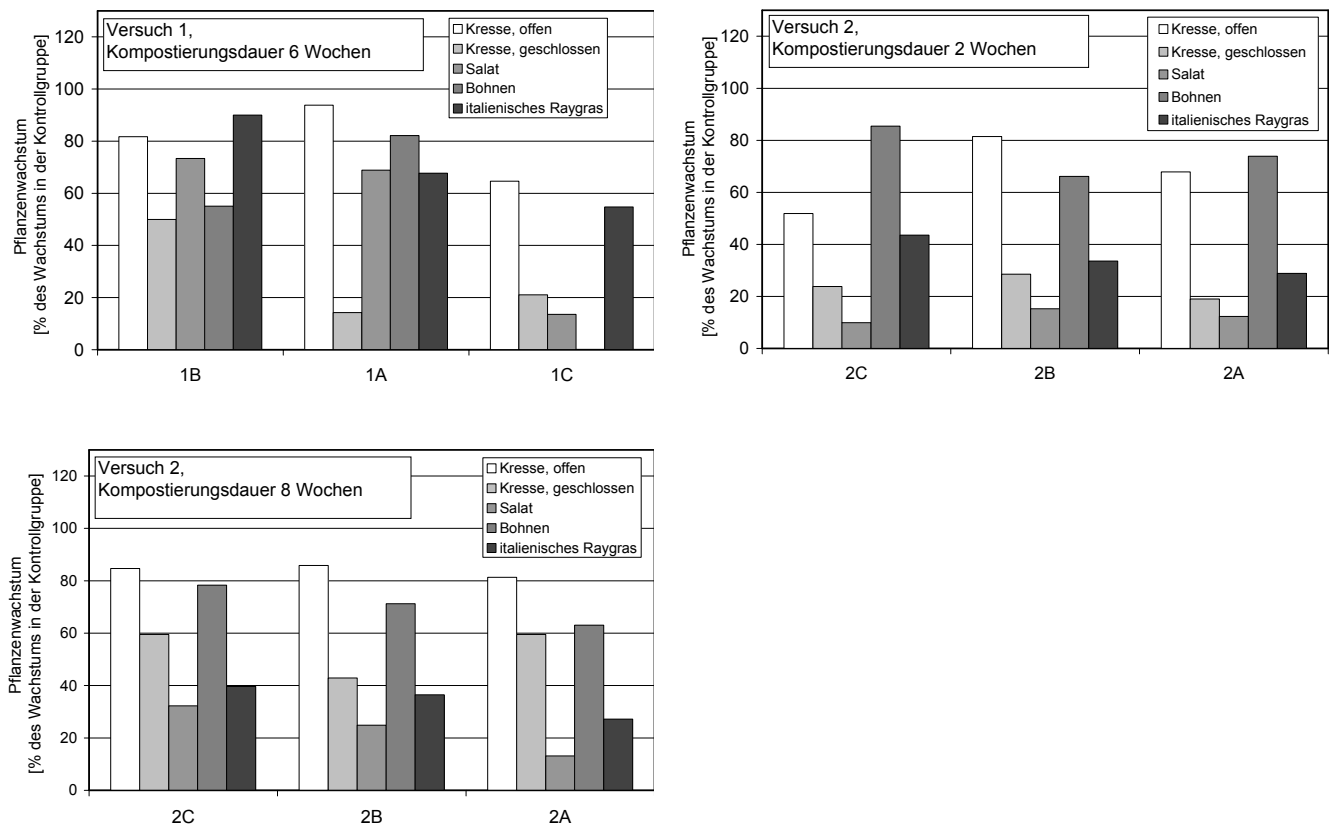 Versuch 1,
Kompostierungsdauer 6 Wochen
Kresse, offen
Kresse, geschlossen
Salat
Bohnen
italienisches Raygras
Pflanzenwachstum
[% des Wachstums in der Kontrollgruppe]
120
100
80
60
40
20
0
1B
1A
1C
Versuch 2,
Kompostierungsdauer 2 Wochen
Kresse, offen
Kresse, geschlossen
Salat
Bohnen
italienisches Raygras
Pflanzenwachstum
[% des Wachstums in der Kontrollgruppe]
120
100
80
60
40
20
0
2C
2B
2A
Versuch 2,
Kompostierungsdauer 8 Wochen
Kresse, offen
Kresse, geschlossen
Salat
Bohnen
italienisches Raygras
Pflanzenwachstum
[% des Wachstums in der Kontrollgruppe]
120
100
80
60
40
20
0
2C
2B
2A